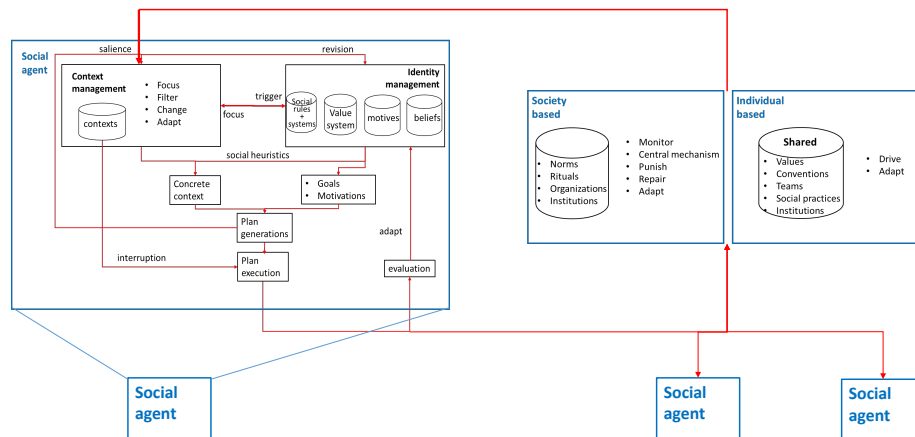 salience
revision
Social
agent
Context
management
• Focus
• Filter
• Change
• Adapt
contexts
trigger
focus
Identity
management
Social
rules
+
systems
Value
system
motives
beliefs
social heuristics
Concrete
context
• Goals
• Motivations
Plan
generations
adapt
interruption
Plan
execution
evaluation
Society
based
• Norms
• Rituals
• Organizations
• Institutions
• Monitor
• Central mechanism
• Punish
• Repair
• Adapt
Individual
based
Shared
• Values
• Conventions
• Teams
• Social practices
• Institutions
• Drive
• Adapt
Social
agent
Social
agent
Social
agent